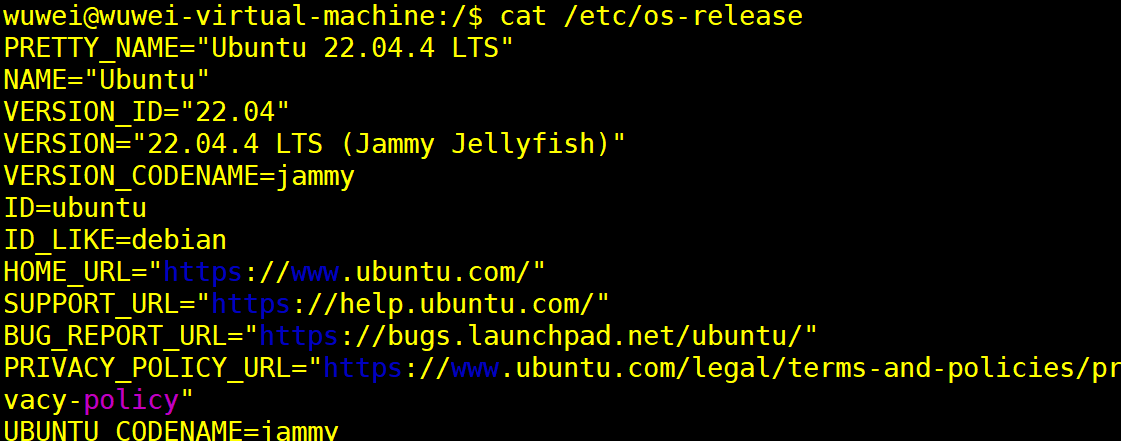 wuwei@wuwei-virtual-machine:/$ cat /etc/os-release
PRETTY_NAME="Ubuntu 22.04.4 LTS"
NAME="Ubuntu"
VERSION_ID="22.04"
VERSION="22.04.4 LTS (Jammy Jellyfish)"
VERSION_CODENAME=jammy
ID=ubuntu
ID_LIKE=debian
HOME_URL="https://www.ubuntu.com/"
SUPPORT_URL="https://help.ubuntu.com/"
BUG_REPORT_URL="https://bugs.launchpad.net/ubuntu/"
PRIVACY_POLICY_URL="https://www.ubuntu.com/legal/terms-and-policies/pr
vacy-policy"
UBUNTU_CODENAME=jammy